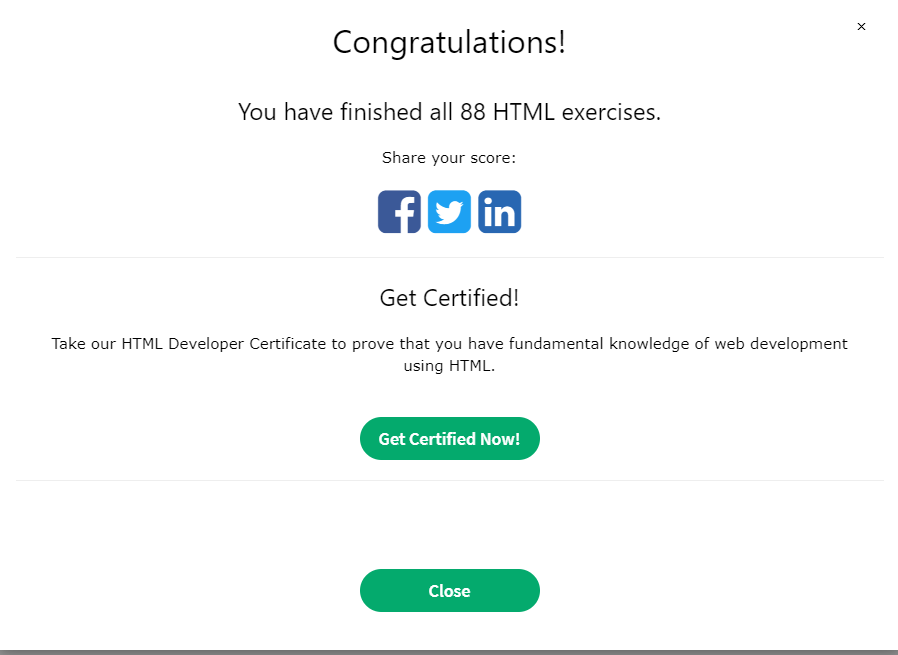 ×
Congratulations!
You have finished all 88 HTML exercises.
Share your score:
f
in
Get Certified!
Take our HTML Developer Certificate to prove that you have fundamental knowledge of web development
using HTML.
Get Certified Now!
Close